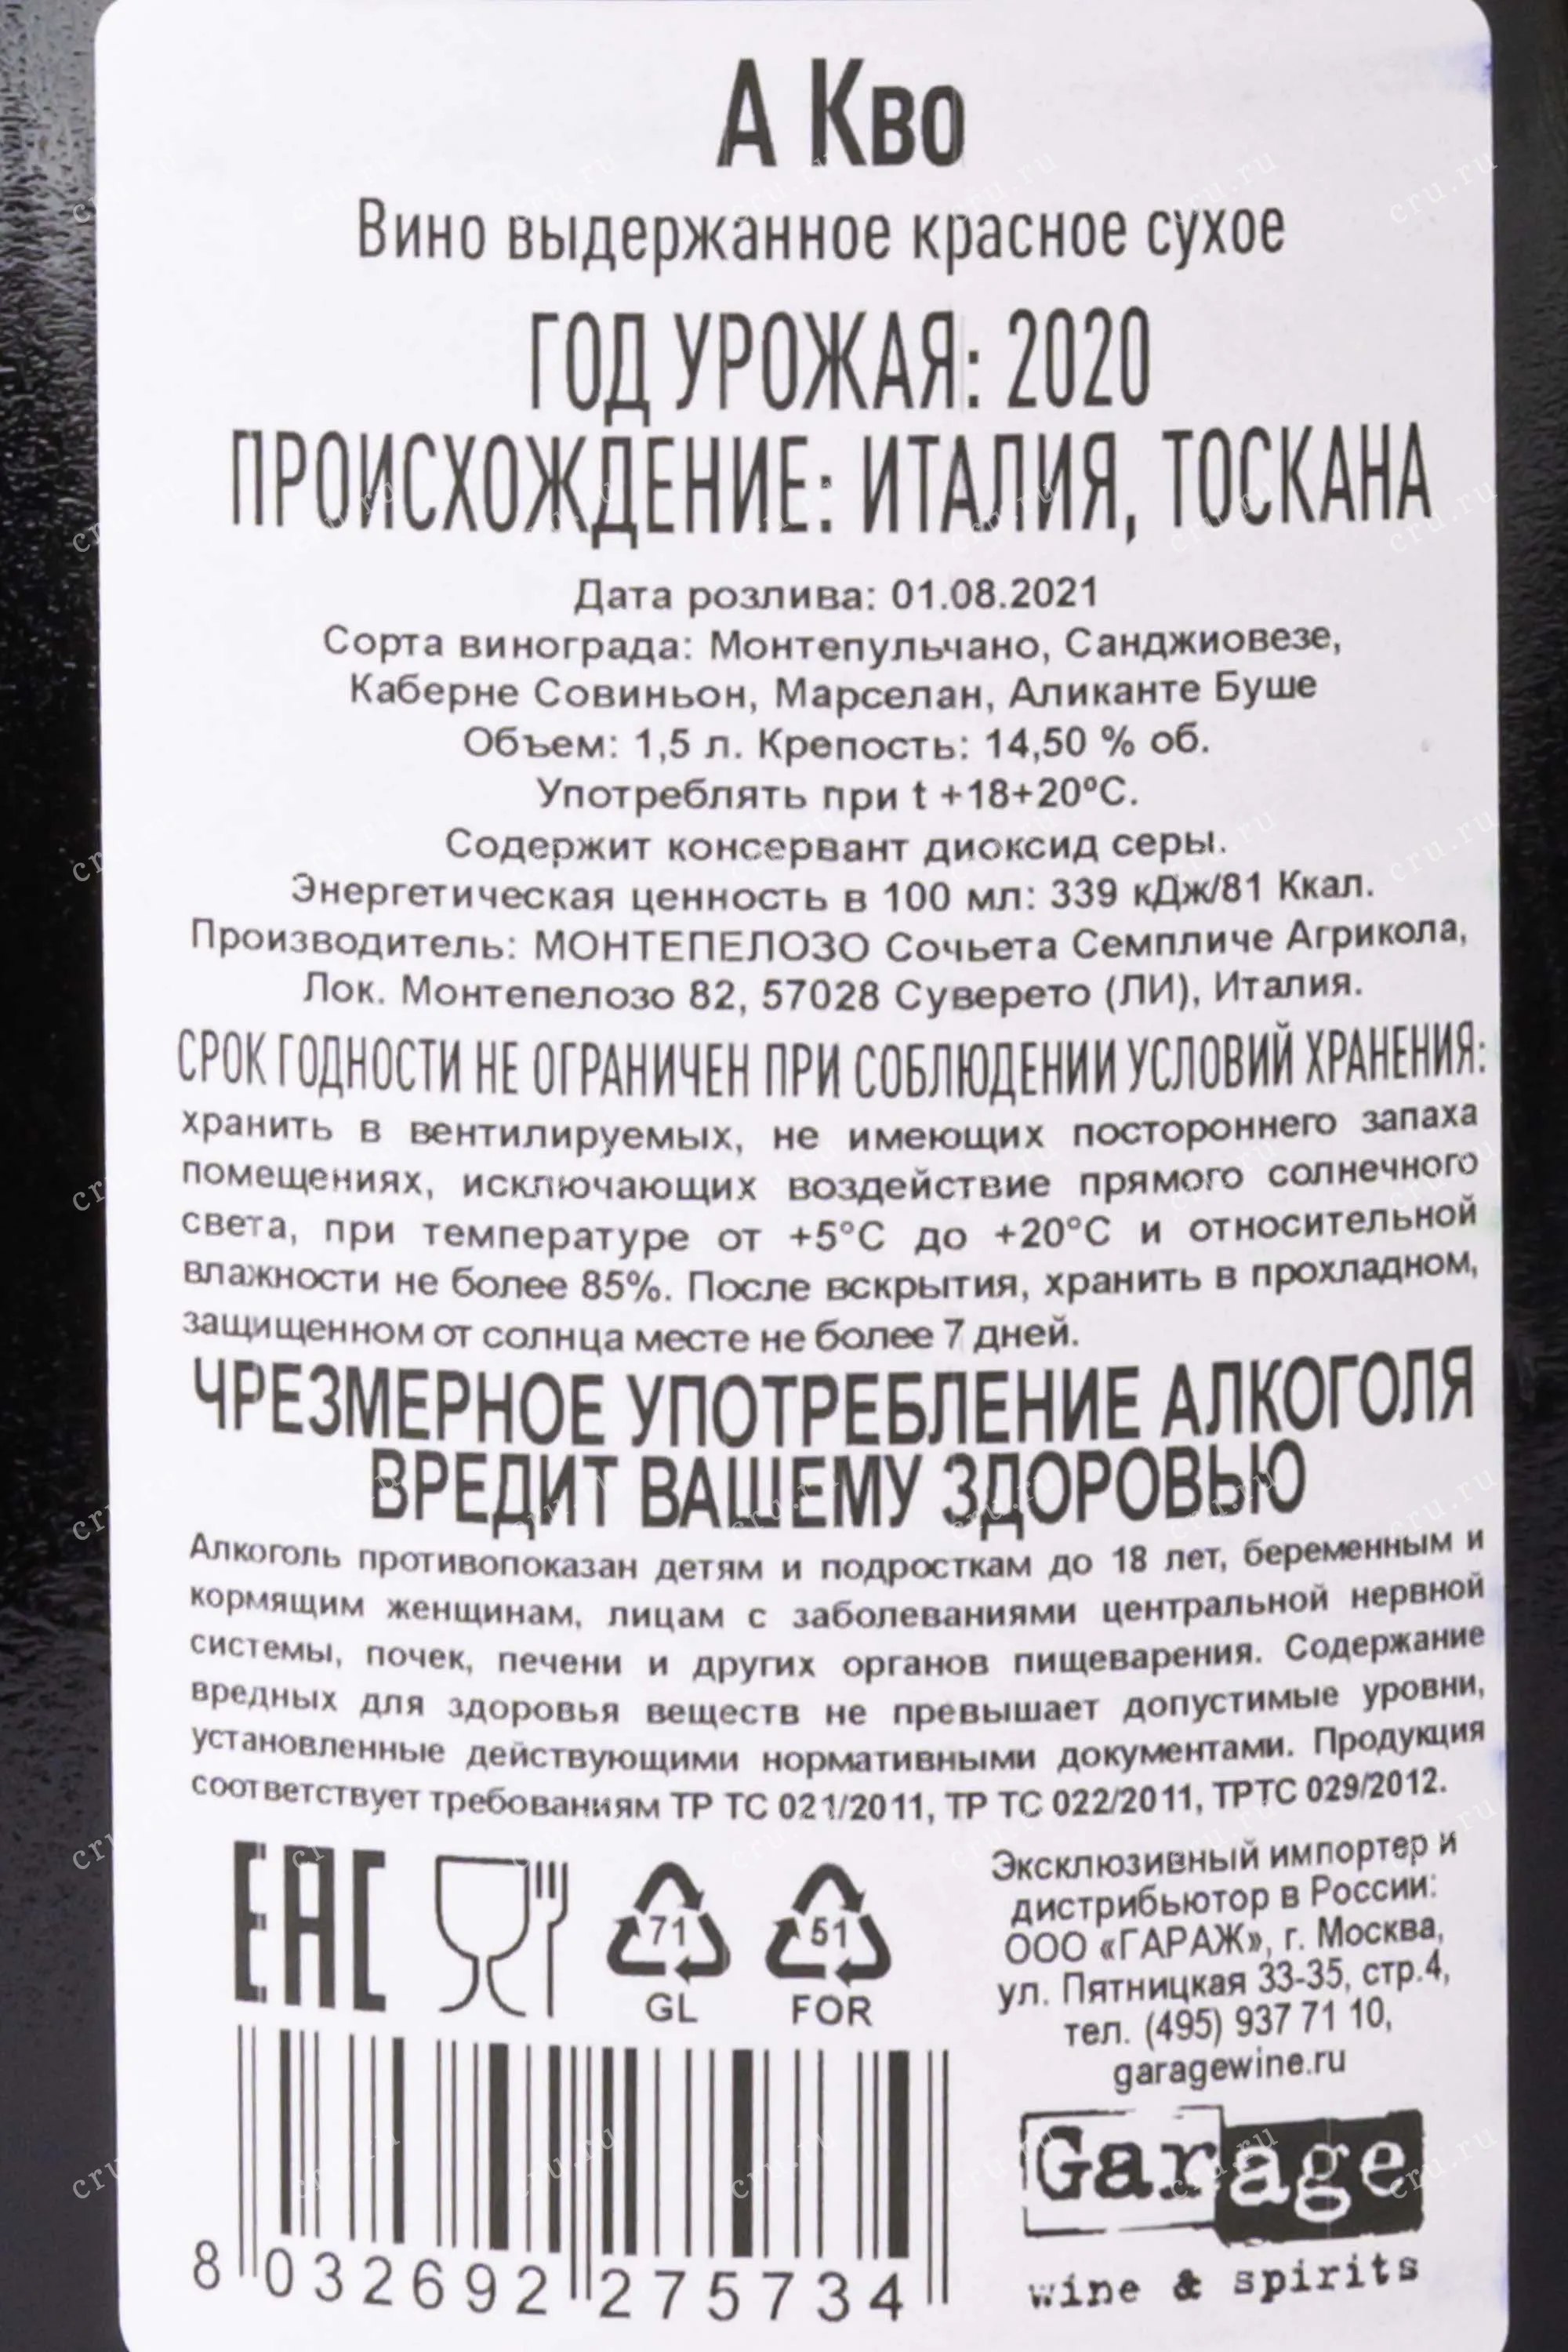 А Кво
Вино выдержанное красное сухое
ГОД УРОЖАЯ: 2020
ПРОИСХОЖДЕНИЕ: ИТАЛИЯ, ТОСКАНА
Дата розлива: 01.08.2021
Сорта винограда: Монтепульчано, Санджиовезе,
Каберне Совиньон, Марселан, Аликанте Буше
Объем: 1,5 л. Крепость: 14,50 % об.
Употреблять при t +18+20ºC.
Содержит консервант диоксид серы.
Энергетическая ценность в 100 мл: 339 кДж/81 Ккал.
Производитель: МОНТЕПЕЛОЗО Сочьета Семпличе Агрикола,
Лок. Монтепелозо 82, 57028 Суверето (ЛИ), Италия.
СРОК ГОДНОСТИ НЕ ОГРАНИЧЕН ПРИ СОБЛЮДЕНИИ УСЛОВИЙ ХРАНЕНИЯ:
хранить в вентилируемых, не имеющих постороннего запаха
помещениях, исключающих воздействие прямого солнечного
света, при температуре от +5°C до +20°C и относительной
влажности не более 85%. После вскрытия, хранить в прохладном,
защищенном от солнца месте не более 7 дней.
ЧРЕЗМЕРНОЕ УПОТРЕБЛЕНИЕ АЛКОГОЛЯ
ВРЕДИТ ВАШЕМУ ЗДОРОВЬЮ
Алкоголь противопоказан детям и подросткам до 18 лет, беременным и
кормящим женщинам, лицам с заболеваниями центральной нервной
системы, почек, печени и других органов пищеварения. Содержание
вредных для здоровья веществ не превышает допустимые уровни,
установленные действующими нормативными документами. Продукция
соответствует требованиям ТР ТС 021/2011, ТР ТС 022/2011, ТРТС 029/2012.
EAC
71
GL
51
FOR
Эксклюзивный импортер и
дистрибьютор в России:
ООО «ГАРАЖ», г. Москва,
ул. Пятницкая 33-35, стр.4,
тел. (495) 937 71 10,
garagewine.ru
Garage
wine & spirits
8 032692 275734
cru.ru